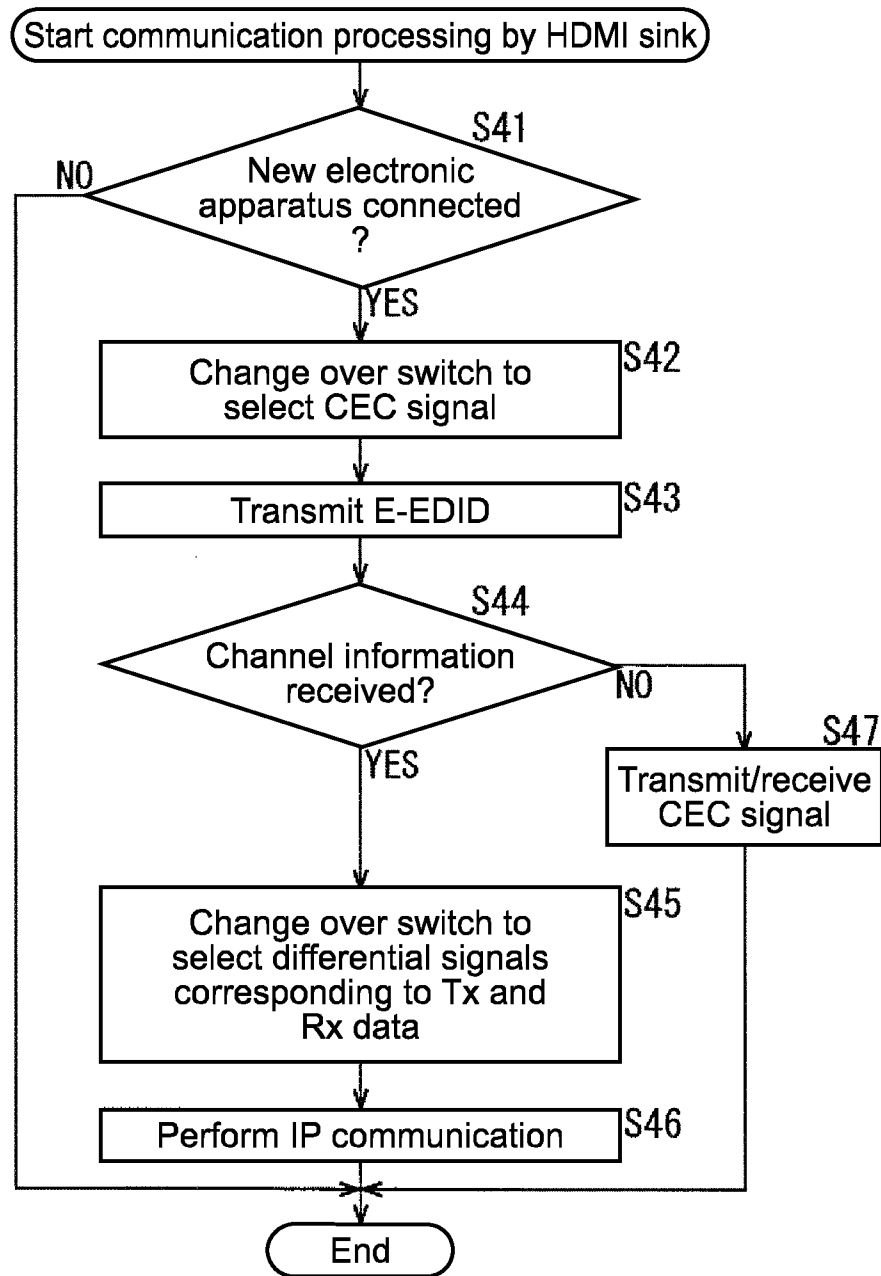 Start communication processing by HDMI sink
S41
NO
New electronic
apparatus connected
?
YES
S42
Change over switch to
select CEC signal
S43
Transmit E-EDID
S44
Channel information
received?
NO
YES
S47
Transmit/receive
CEC signal
S45
Change over switch to
select differential signals
corresponding to Tx and
Rx data
S46
Perform IP communication
End